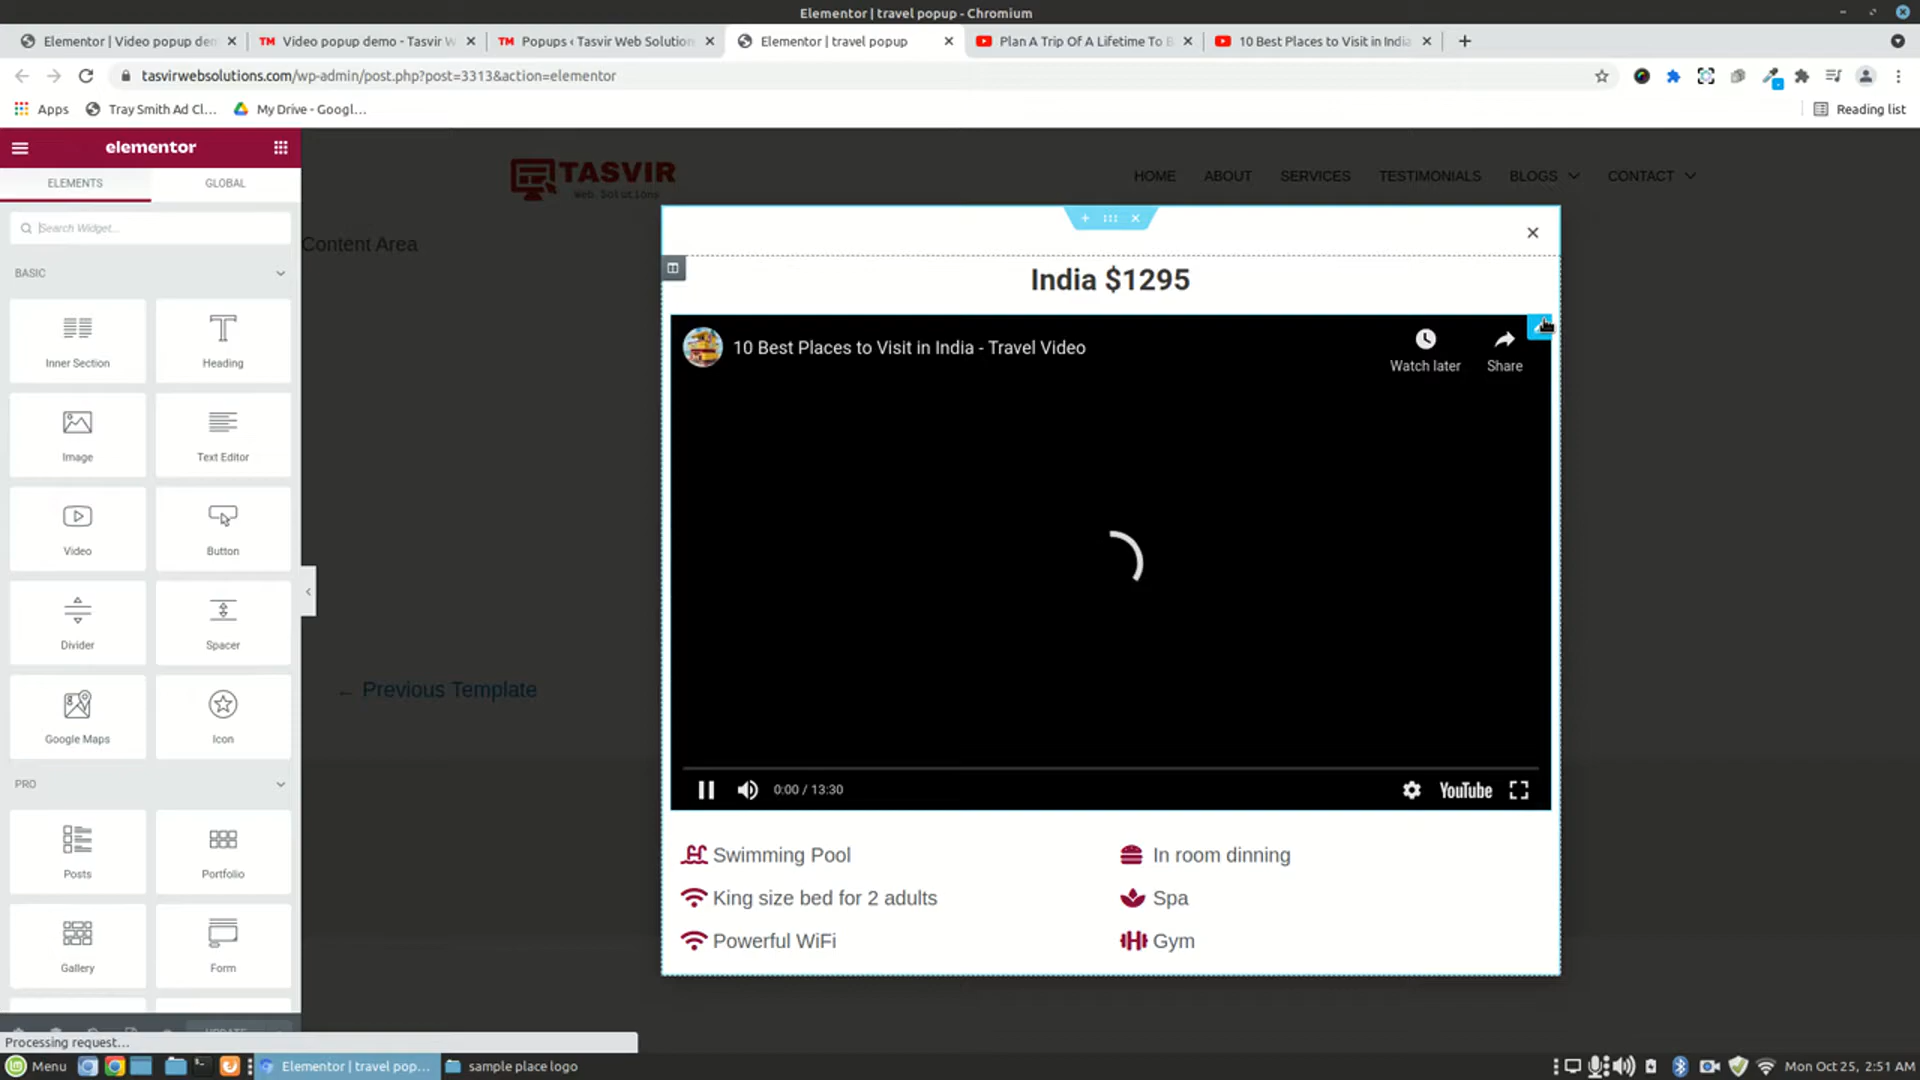 Elementor | travel popup - Chromium
Elementor | Video popup den
Video popup demo - Tasvir W
Popups ‹ Tasvir Web Solution
Elementor | travel popup
Plan A Trip Of A Lifetime To B
10 Best Places to Visit in India
tasvirwebsolutions.com/wp-admin/post.php?post=3313&action=elementor
Apps
Tray Smith Ad Cl...
My Drive - Googl...
Reading list
elementor
ELEMENTS
GLOBAL
Search Widget...
BASIC
Inner Section
Heading
Image
Text Editor
Video
Button
Divider
Spacer
Google Maps
Icon
PRO
Posts
Portfolio
Gallery
Form
UPDATE
Processing request...
TASVIR
Web Solutions
HOME
ABOUT
SERVICES
TESTIMONIALS
BLOGS
CONTACT
Content Area
← Previous Template
India $1295
10 Best Places to Visit in India - Travel Video
Watch later
Share
0:00 / 13:30
YouTube
Swimming Pool
In room dinning
King size bed for 2 adults
Spa
Powerful WiFi
Gym
Menu
Elementor | travel pop...
sample place logo
Mon Oct 25, 2:51 AM